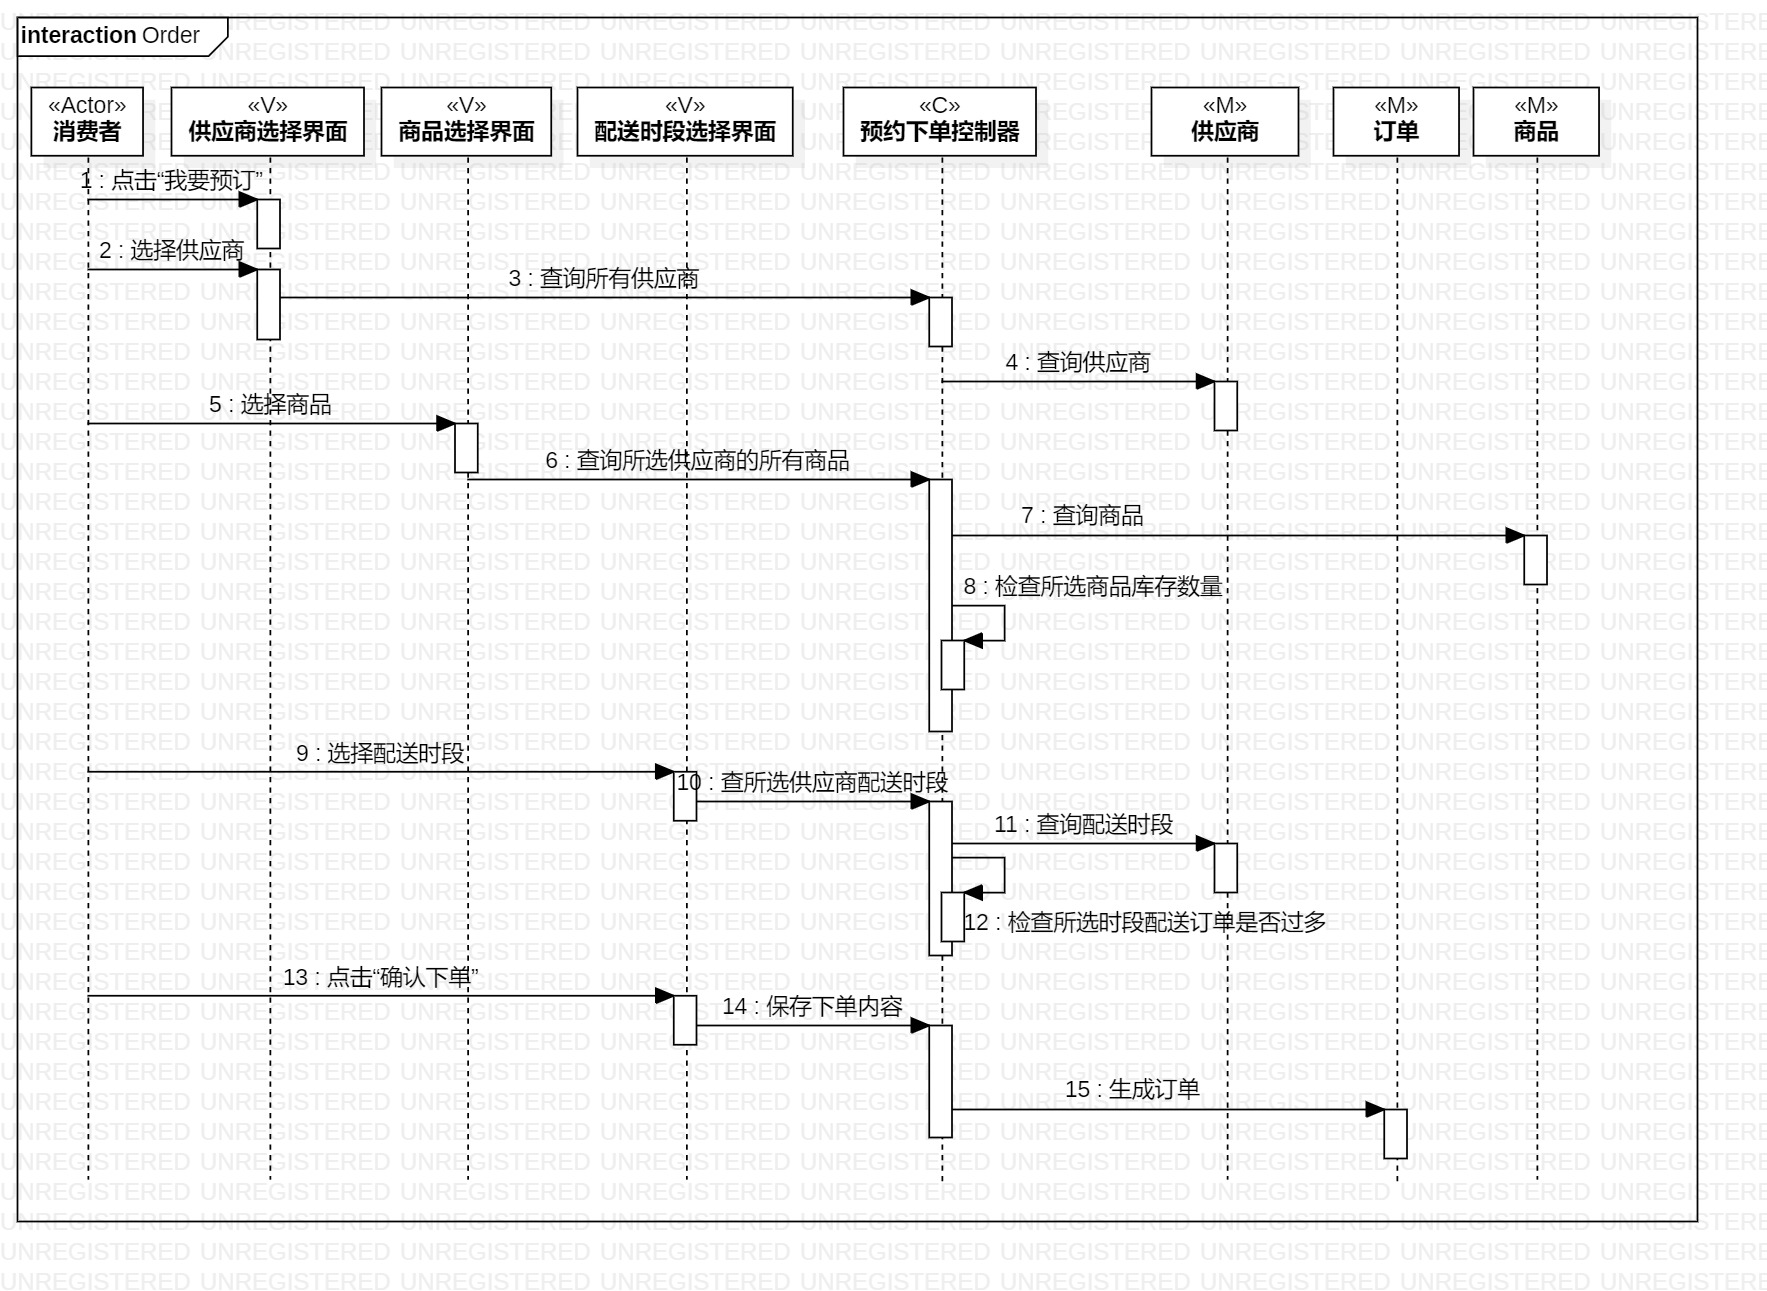 interaction Order
«Actor»
消费者
«V»
供应商选择界面
«V»
商品选择界面
«V»
配送时段选择界面
«C»
预约下单控制器
«M»
供应商
«M»
订单
«M»
商品
1 : 点击“我要预订”
2 : 选择供应商
3 : 查询所有供应商
4 : 查询供应商
5 : 选择商品
6 : 查询所选供应商的所有商品
7 : 查询商品
8 : 检查所选商品库存数量
9 : 选择配送时段
10 : 查所选供应商配送时段
11 : 查询配送时段
12 : 检查所选时段配送订单是否过多
13 : 点击“确认下单”
14 : 保存下单内容
15 : 生成订单
UNREGISTERED